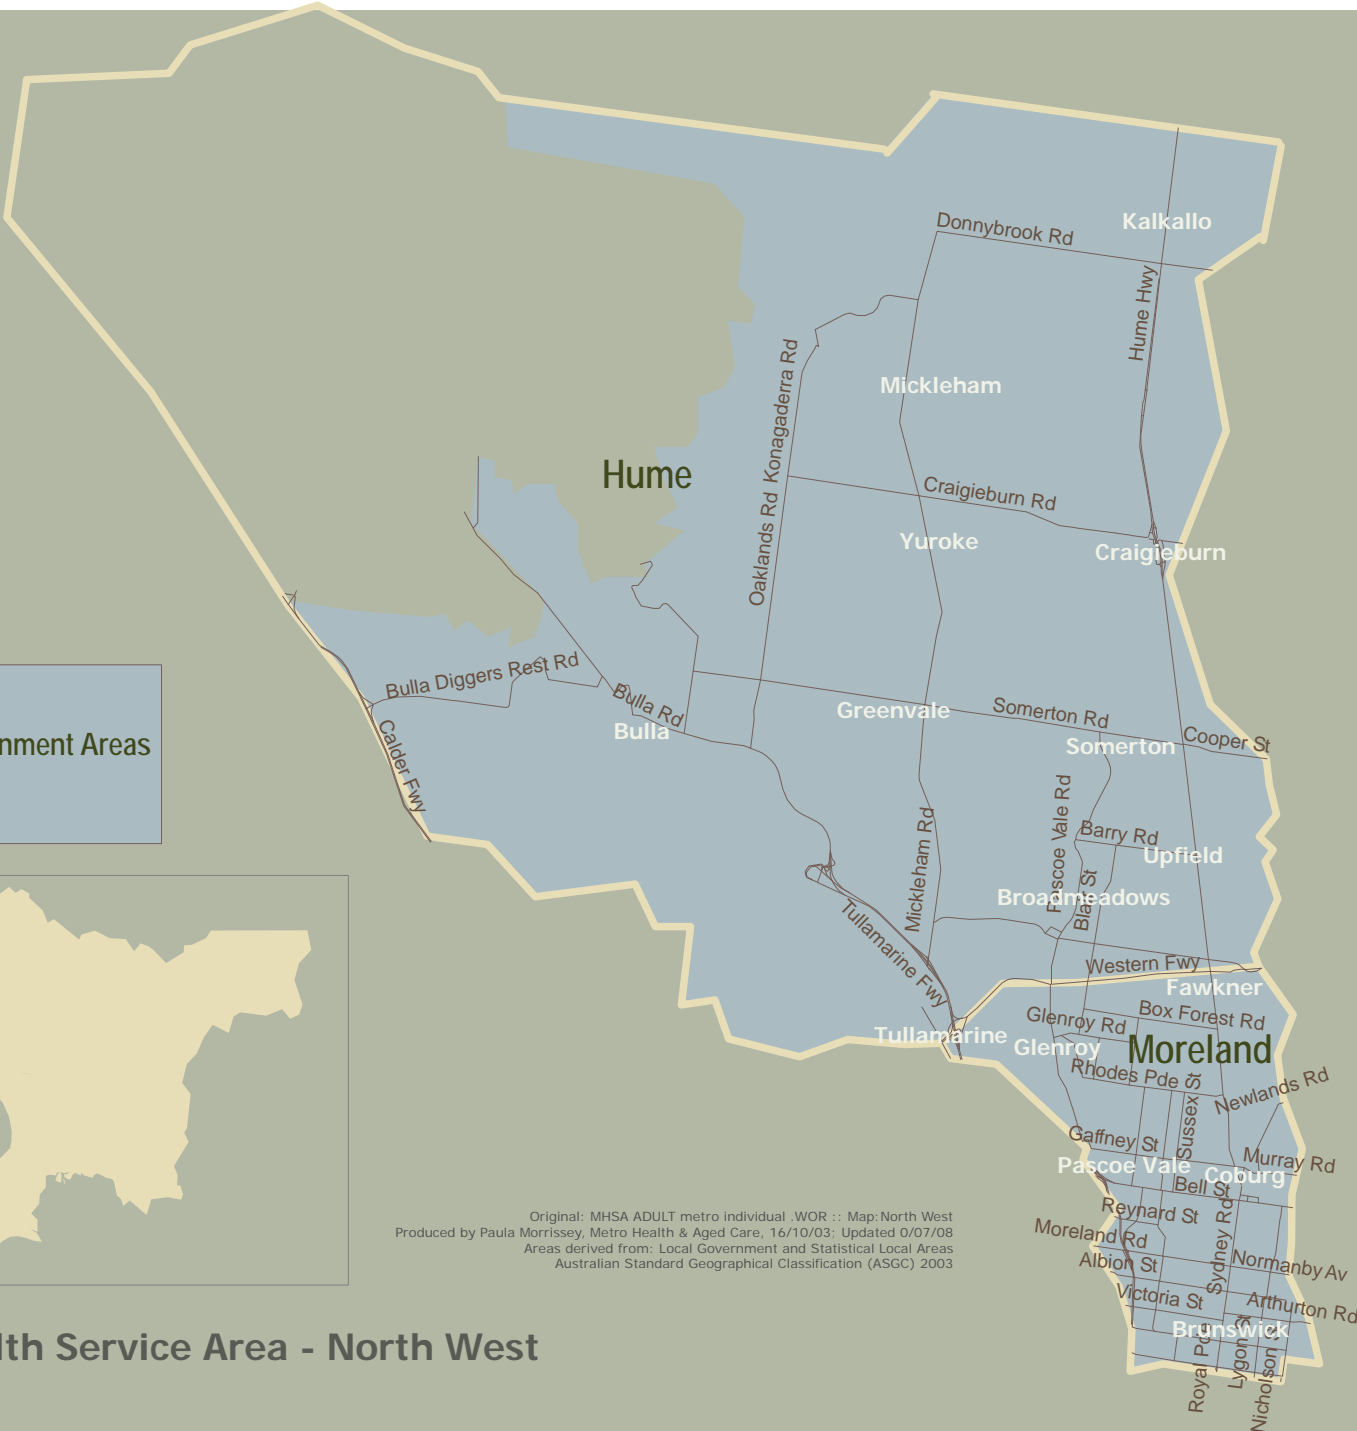 Kalkallo
Donnybrook Rd
Hume Hwy
Konagaderra Rd
Mickleham
Hume
Craigieburn Rd
Oaklands Rd
Yuroke
Craigieburn
Bulla Diggers Rest Rd
Bulla Rd
Bulla
Greenvale
Somerton Rd
Somerton
Cooper St
nment Areas
Calder Fwy
Pascoe Vale Rd
Mickleham Rd
Barry Rd
Upfield
Broadmeadows
Blair St
Tullamarine Fwy
Western Fwy
Fawkner
Glenroy Rd
Box Forest Rd
Tullamarine
Glenroy
Moreland
Rhodes Pde
Sussex St
Newlands Rd
Gaffney St
Pascoe Vale
Murray Rd
Coburg
Bell St
Reynard St
Sydney Rd
Moreland Rd
Albion St
Normanby Av
Victoria St
Arthurton Rd
Brunswick
Royal Pde
Lygon St
Nicholson St
Original: MHSA ADULT metro individual .WOR :: Map:North West
Produced by Paula Morrissey, Metro Health & Aged Care, 16/10/03; Updated 0/07/08
Areas derived from: Local Government and Statistical Local Areas
Australian Standard Geographical Classification (ASGC) 2003
lth Service Area - North West